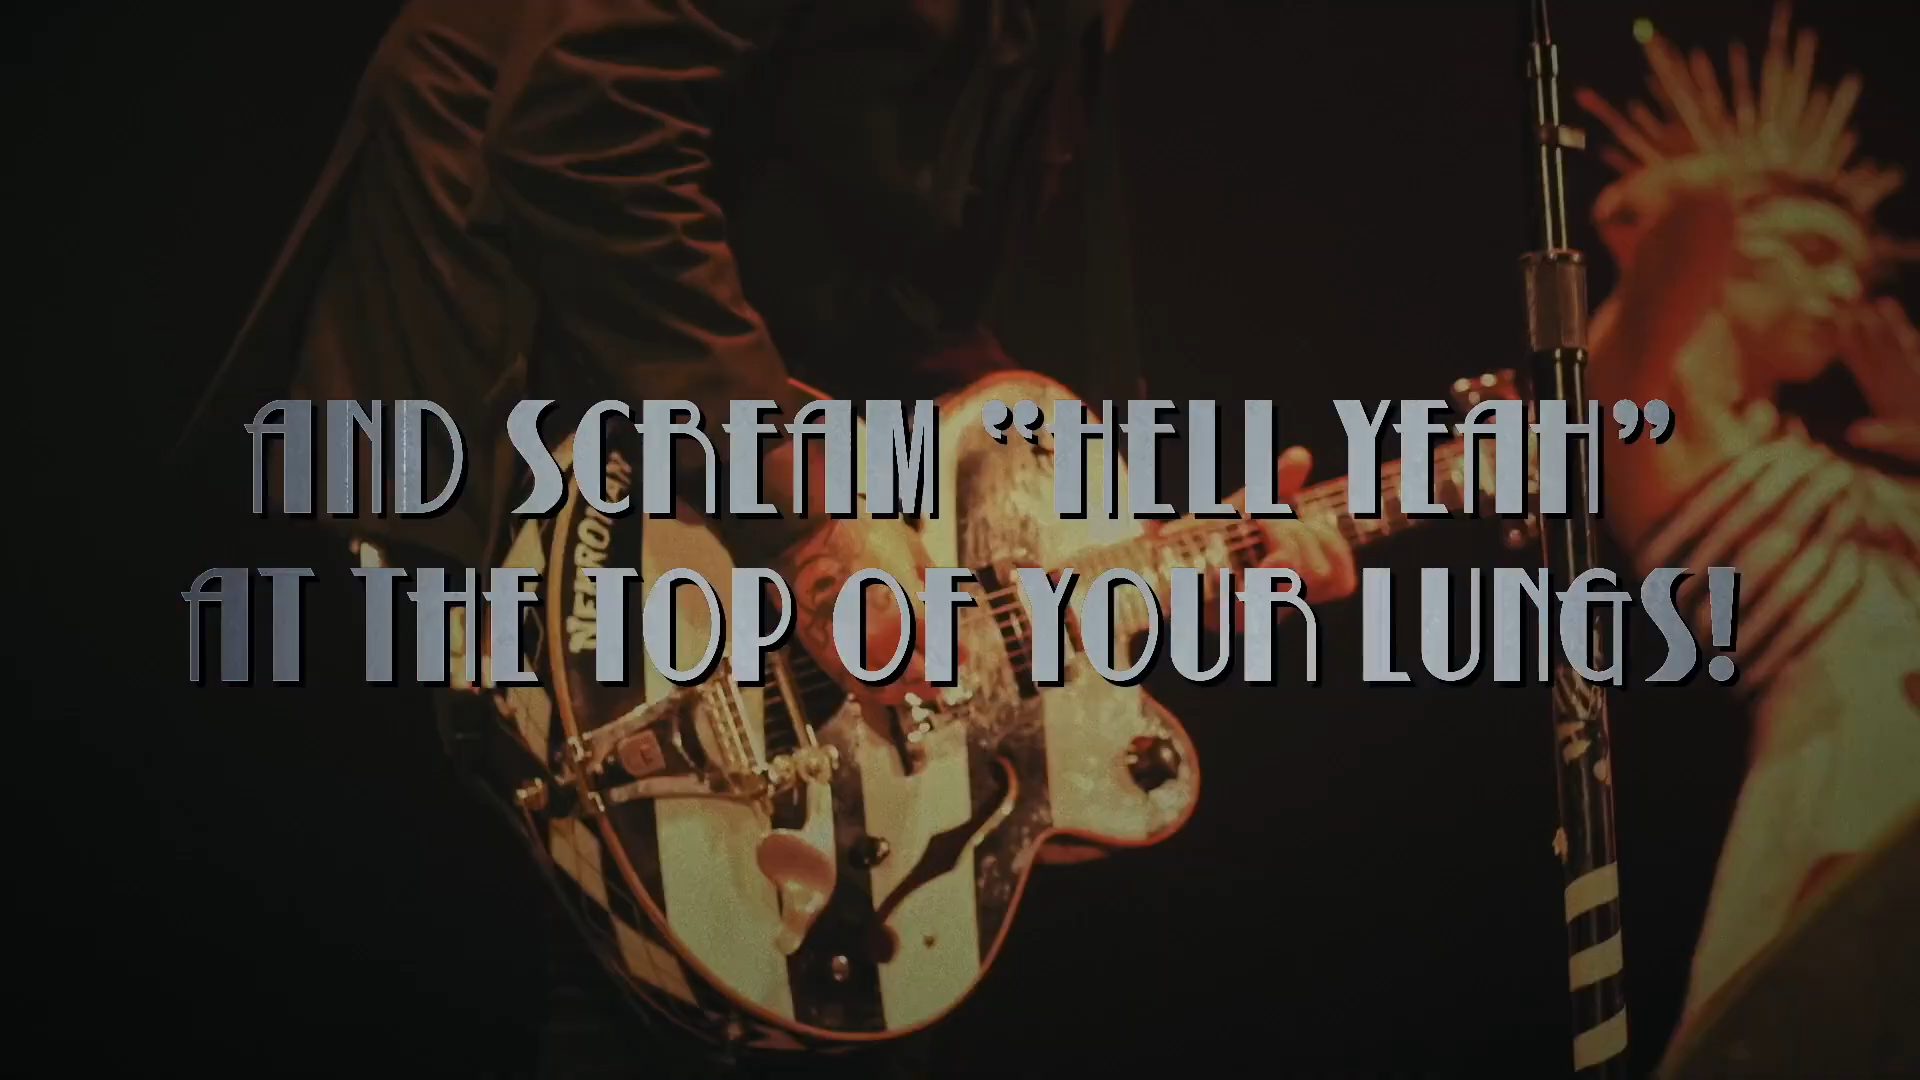 AND SCREAM “HELL YEAH”
AT THE TOP OF YOUR LUNGS!